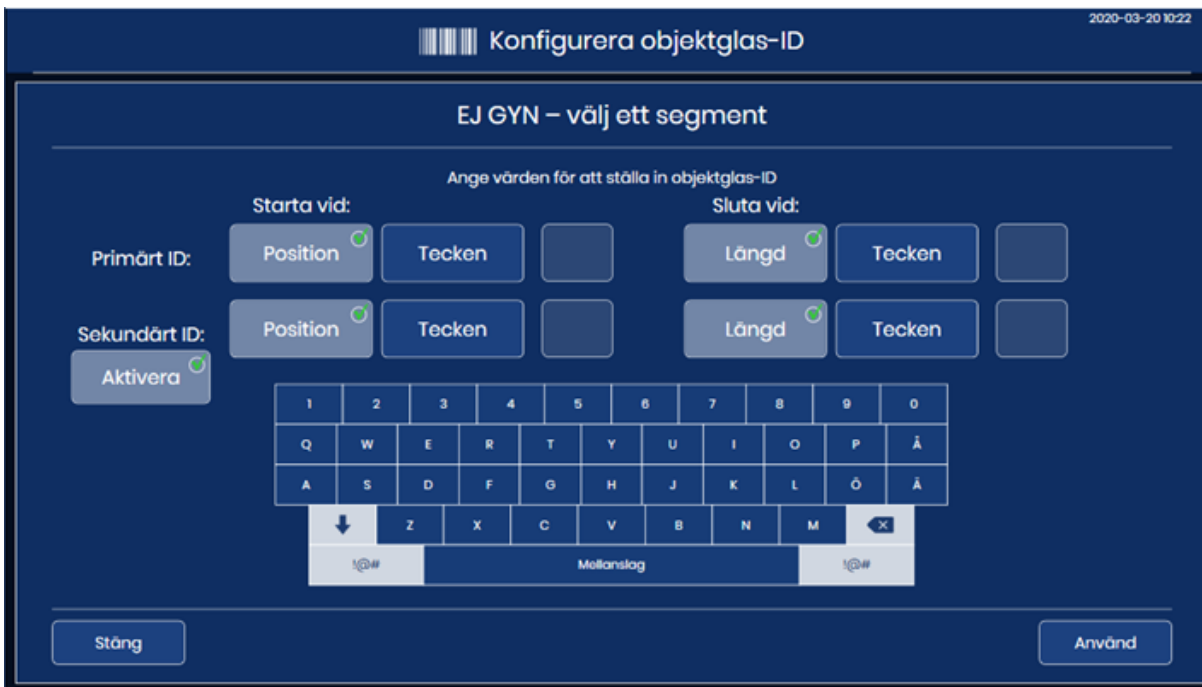 2020-03-20 10:22
Konfigurera objektglas-ID
EJ GYN – välj ett segment
Ange värden för att ställa in objektglas-ID
Starta vid: Sluta vid:
Primärt ID: Position Tecken Längd Tecken
Sekundärt ID: Position Tecken Längd Tecken
Aktivera
1 2 3 4 5 6 7 8 9 0
Q W E R T Y U I O P Å
A S D F G H J K L Ö Ä
Z X C V B N M
!@# Mellanslag !@#
Stäng Använd